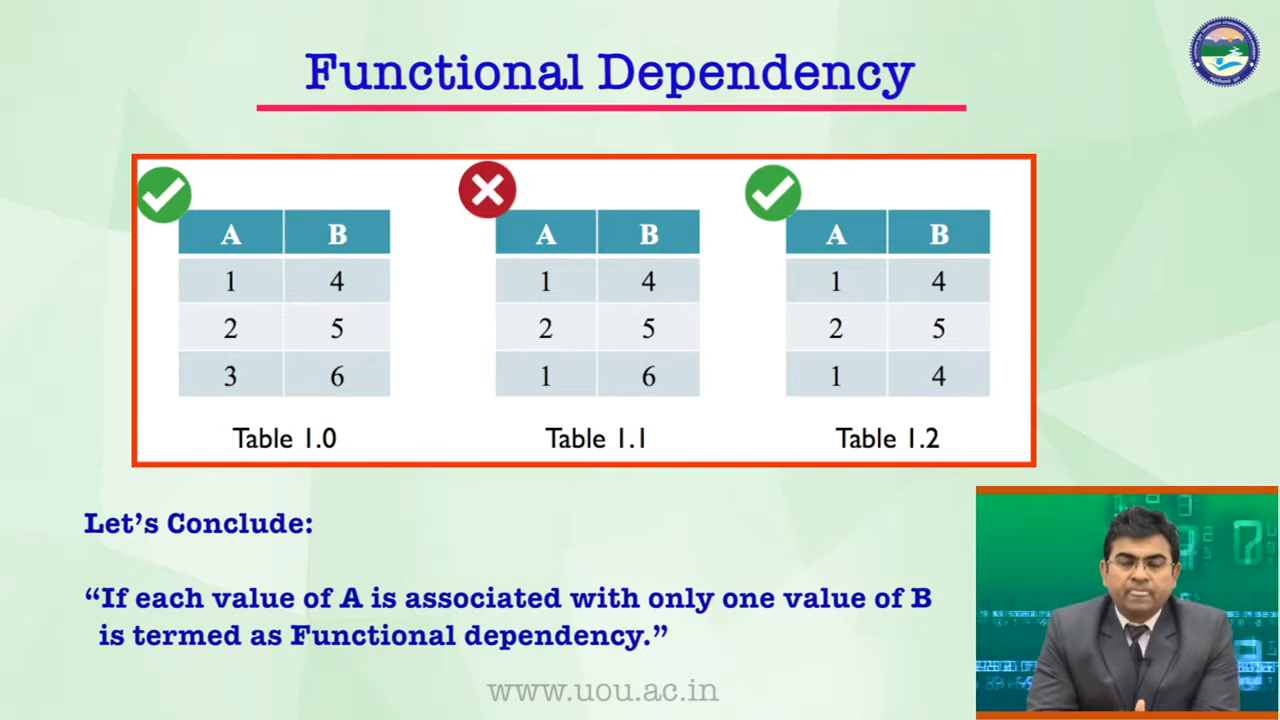 Functional Dependency
A B
1 4
2 5
3 6
Table 1.0
A B
1 4
2 5
1 6
Table 1.1
A B
1 4
2 5
1 4
Table 1.2
Let's Conclude:
“If each value of A is associated with only one value of B
is termed as Functional dependency.”
www.uou.ac.in